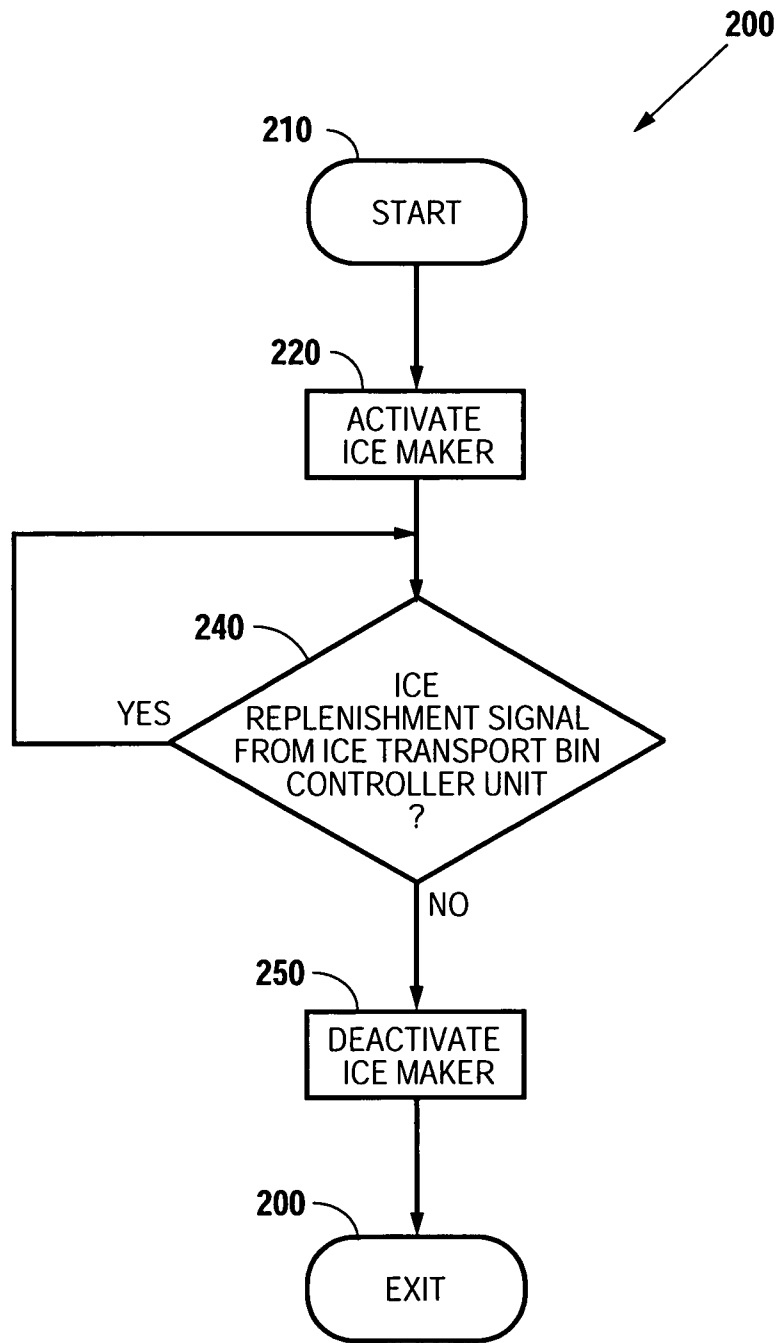 200
210
START
220
ACTIVATE
ICE MAKER
240
YES
ICE
REPLENISHMENT SIGNAL
FROM ICE TRANSPORT BIN
CONTROLLER UNIT
?
NO
250
DEACTIVATE
ICE MAKER
200
EXIT